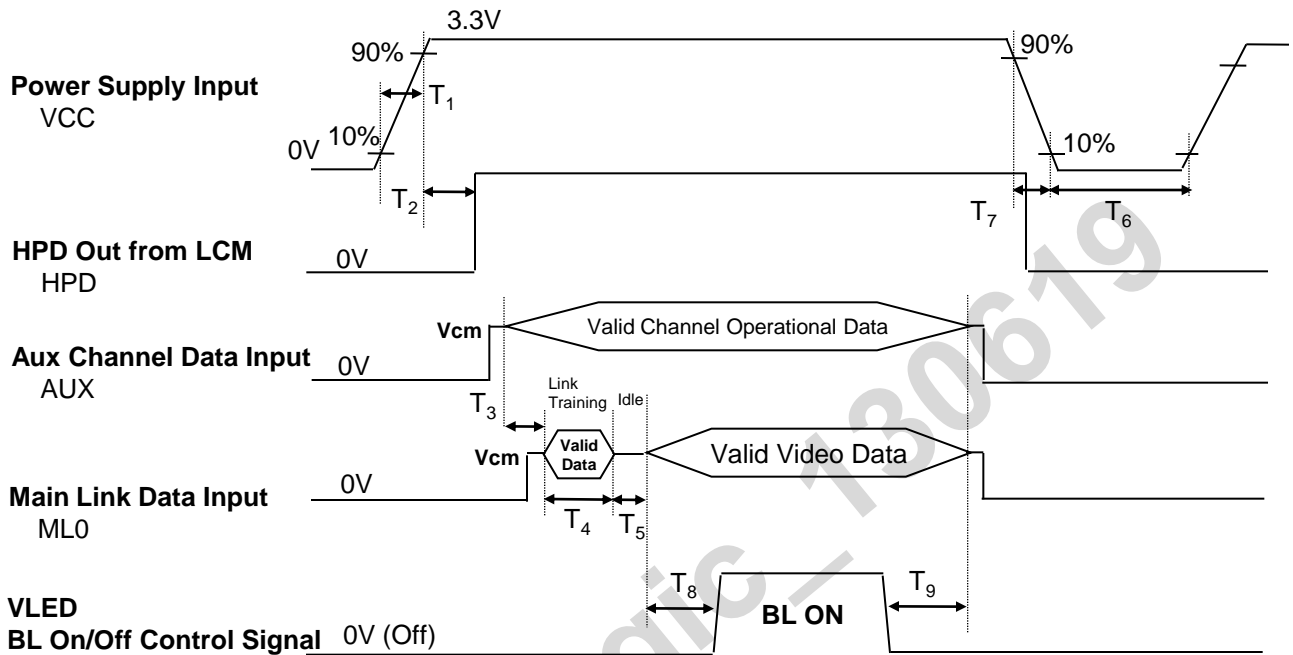 3.3V
90%
90%
Power Supply Input
VCC
T1
0V
10%
10%
T2
T7
T6
HPD Out from LCM
HPD
0V
Vcm
Valid Channel Operational Data
Aux Channel Data Input
AUX
0V
T3
Link
Training
Idle
Vcm
Valid
Data
Valid Video Data
Main Link Data Input
ML0
0V
T4
T5
T8
T9
VLED
BL On/Off Control Signal
0V (Off)
BL ON
gic_130619